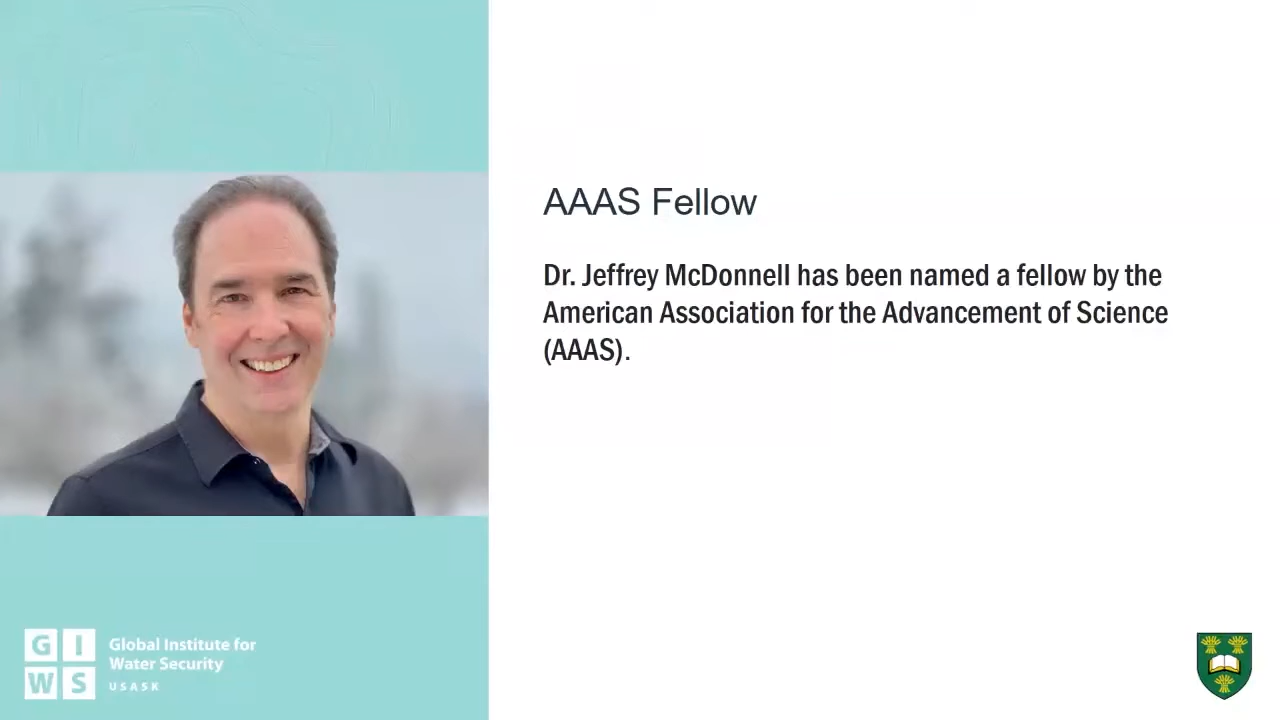 AAAS Fellow
Dr. Jeffrey McDonnell has been named a fellow by the
American Association for the Advancement of Science
(AAAS).
G I
W S
Global Institute for
Water Security
USASK